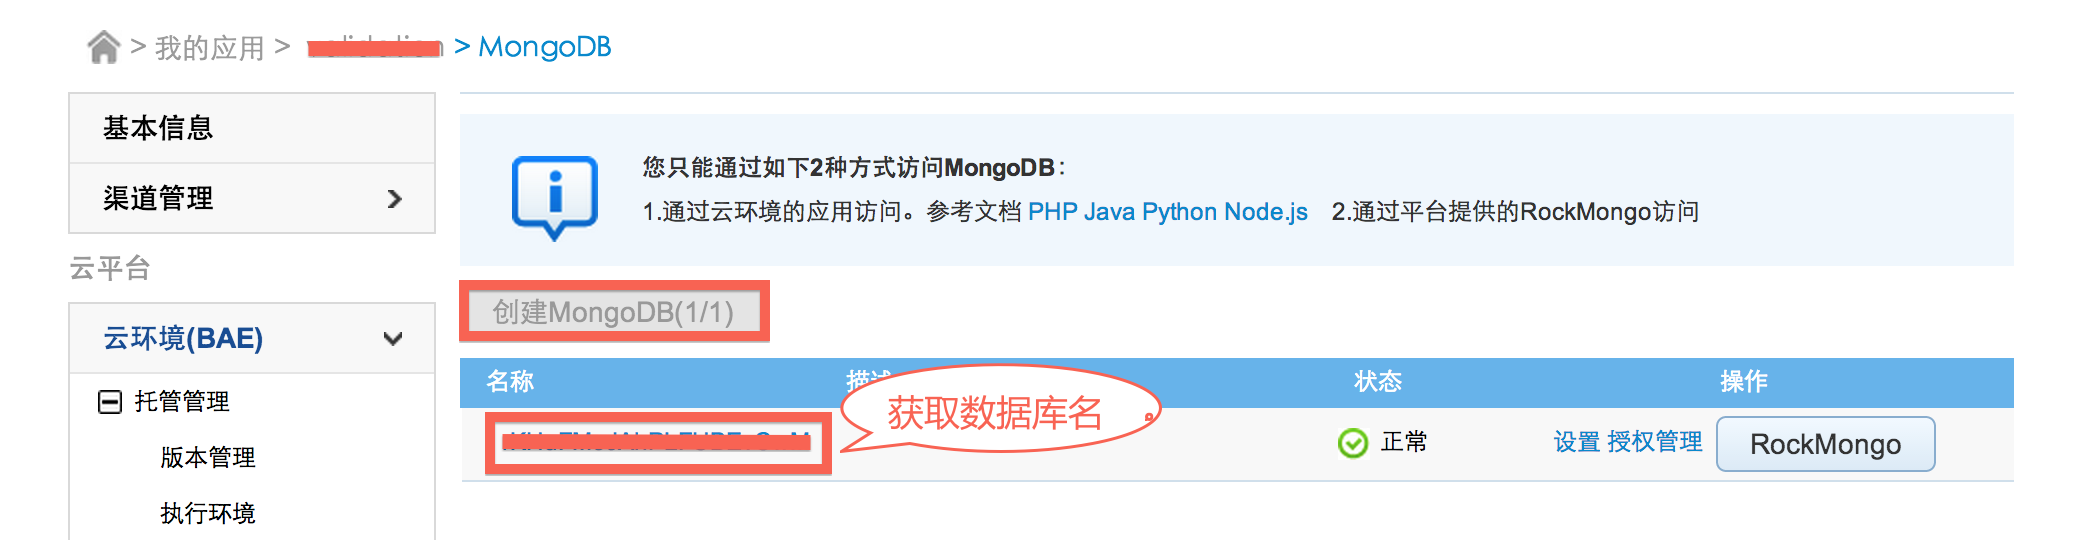 > 我的应用 > > MongoDB
基本信息
渠道管理
云平台
云环境(BAE)
托管管理
版本管理
执行环境
您只能通过如下2种方式访问MongoDB：
1.通过云环境的应用访问。参考文档 PHP Java Python Node.js 2.通过平台提供的RockMongo访问
创建MongoDB(1/1)
名称 描述 状态 操作
获取数据库名。
正常 设置 授权管理 RockMongo